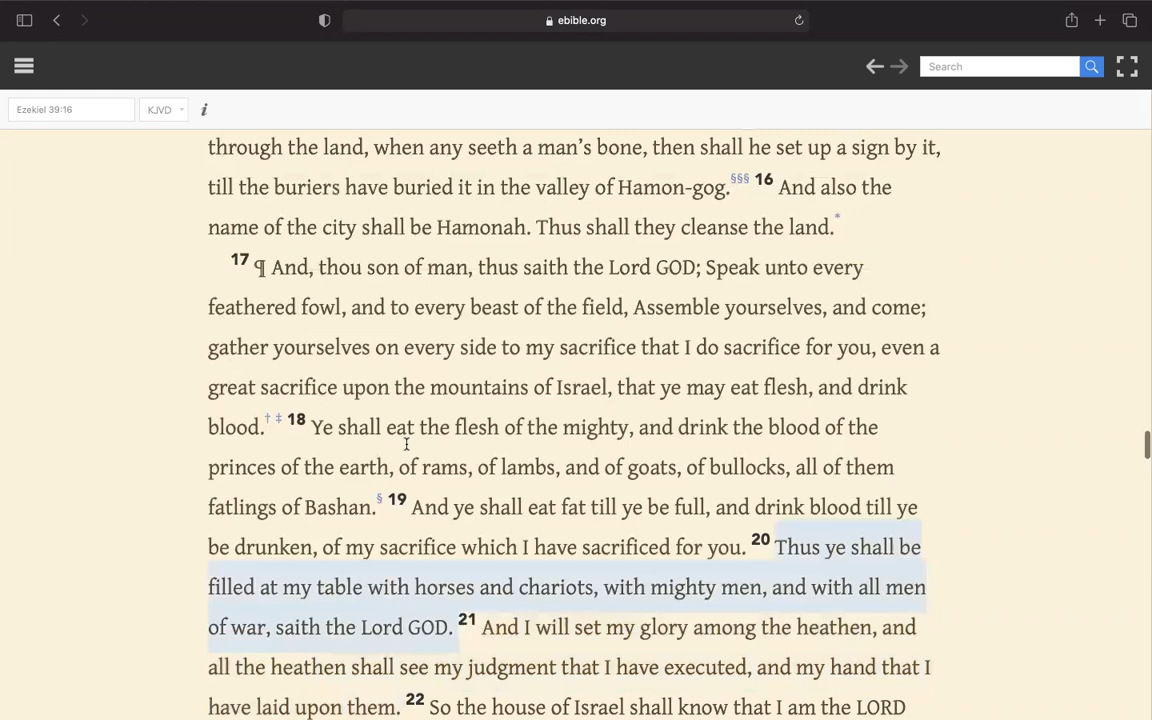 ebible.org
Search
Ezekiel 39:16
KJVD
i
through the land, when any seeth a man’s bone, then shall he set up a sign by it,
till the buriers have buried it in the valley of Hamon-gog.§§§ 16 And also the
name of the city shall be Hamonah. Thus shall they cleanse the land.*
17 ¶ And, thou son of man, thus saith the Lord GOD; Speak unto every
feathered fowl, and to every beast of the field, Assemble yourselves, and come;
gather yourselves on every side to my sacrifice that I do sacrifice for you, even a
great sacrifice upon the mountains of Israel, that ye may eat flesh, and drink
blood.† ‡ 18 Ye shall eat the flesh of the mighty, and drink the blood of the
princes of the earth, of rams, of lambs, and of goats, of bullocks, all of them
fatlings of Bashan.§ 19 And ye shall eat fat till ye be full, and drink blood till ye
be drunken, of my sacrifice which I have sacrificed for you. 20 Thus ye shall be
filled at my table with horses and chariots, with mighty men, and with all men
of war, saith the Lord GOD. 21 And I will set my glory among the heathen, and
all the heathen shall see my judgment that I have executed, and my hand that I
have laid upon them. 22 So the house of Israel shall know that I am the LORD